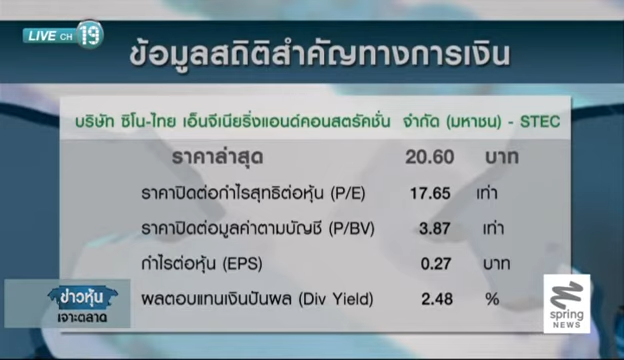 LIVE CH 19
ข้อมูลสถิติสำคัญทางการเงิน
บริษัท ซิโน-ไทย เอ็นจีเนียริ่งแอนด์คอนสตรัคชั่น จำกัด (มหาชน) - STEC
ราคาล่าสุด 20.60 บาท
ราคาปิดต่อกำไรสุทธิต่อหุ้น (P/E) 17.65 เท่า
ราคาปิดต่อมูลค่าตามบัญชี (P/BV) 3.87 เท่า
กำไรต่อหุ้น (EPS) 0.27 บาท
ผลตอบแทนเงินปันผล (Div Yield) 2.48 %
ข่าวหุ้น
เจาะตลาด
spring
NEWS